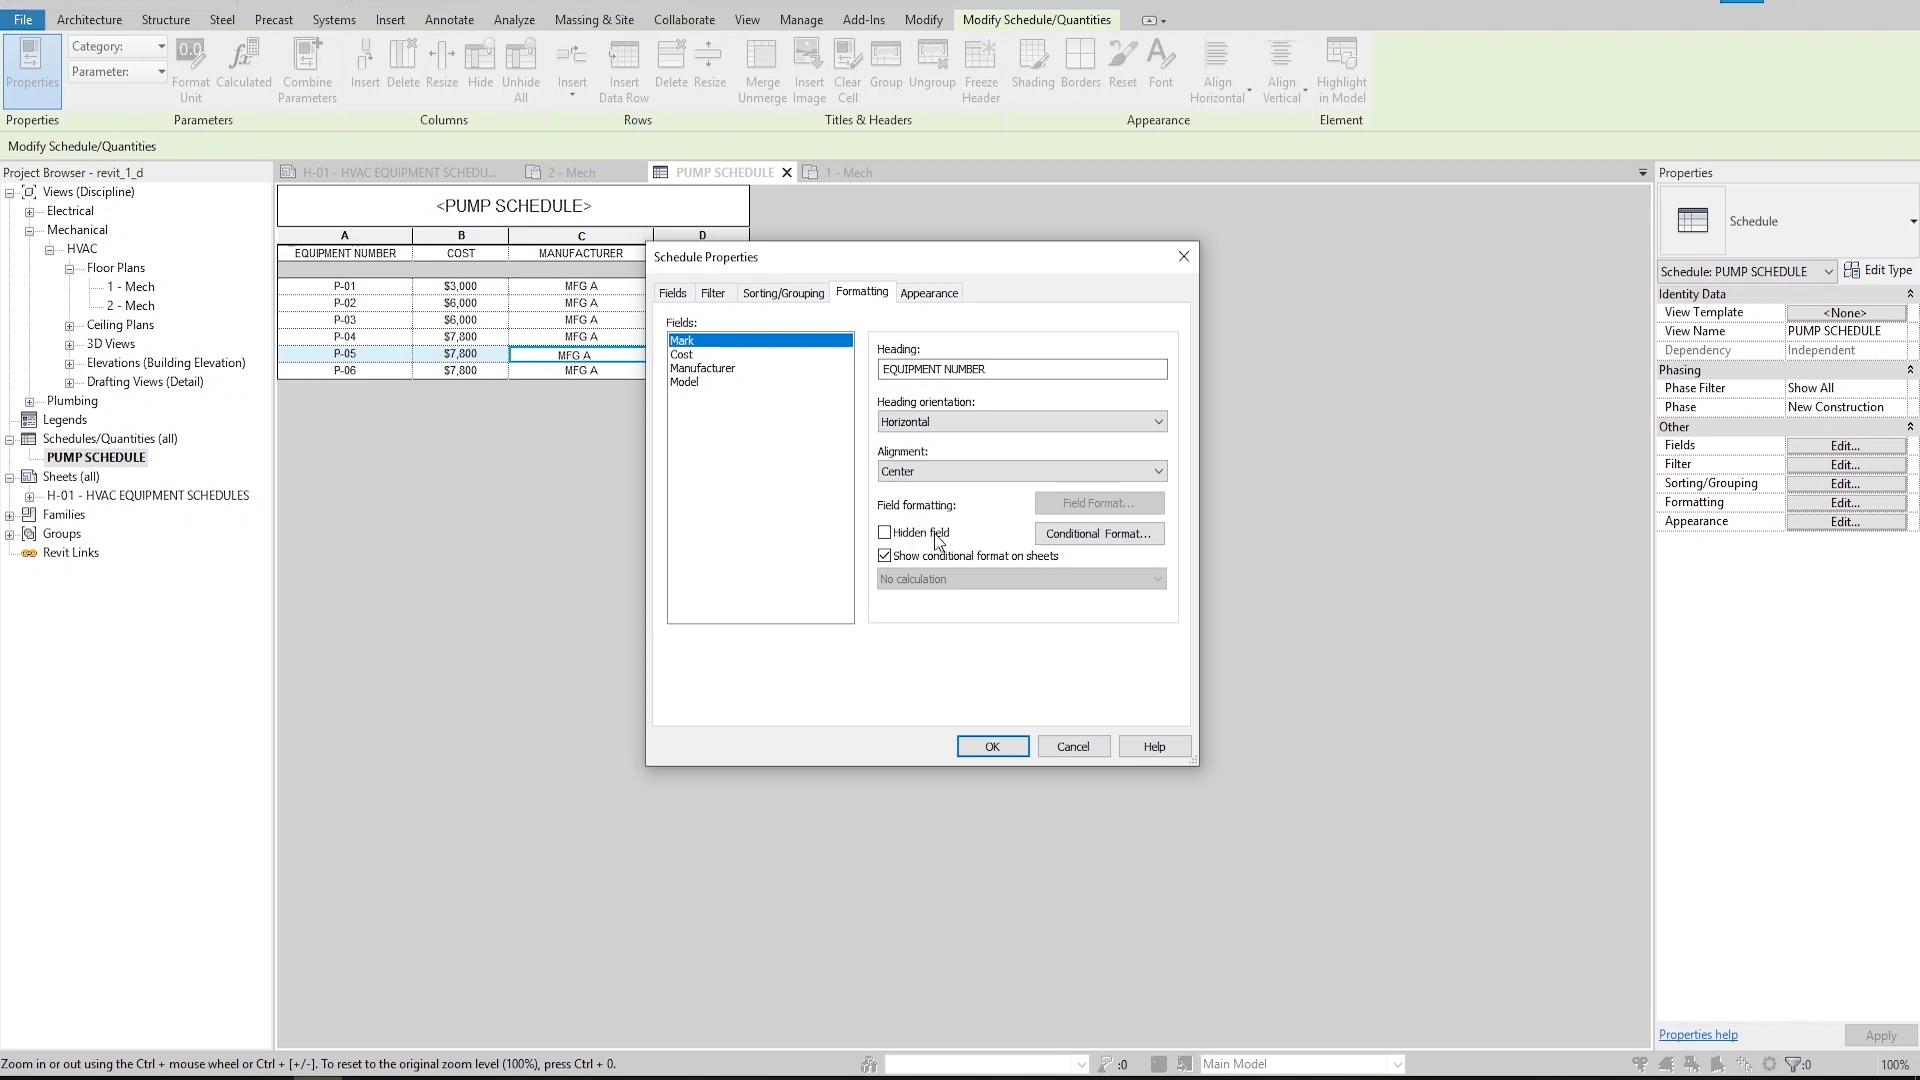 File Architecture Structure Steel Precast Systems Insert Annotate Analyze Massing & Site Collaborate View Manage Add-Ins Modify Modify Schedule/Quantities
Category:
Parameter:
Properties
0.0
Format Unit
Calculated
Combine Parameters
Insert
Delete
Resize
Hide
Unhide All
Insert
Insert Data Row
Delete
Resize
Merge Unmerge
Insert Image
Clear Cell
Group
Ungroup
Freeze Header
Shading
Borders
Reset
Font
Align Horizontal
Align Vertical
Highlight in Model
Properties Parameters Columns Rows Titles & Headers Appearance Element
Modify Schedule/Quantities
Project Browser - revit_1_d
Views (Discipline)
Electrical
Mechanical
HVAC
Floor Plans
1 - Mech
2 - Mech
Ceiling Plans
3D Views
Elevations (Building Elevation)
Drafting Views (Detail)
Plumbing
Legends
Schedules/Quantities (all)
PUMP SCHEDULE
Sheets (all)
H-01 - HVAC EQUIPMENT SCHEDULES
Families
Groups
Revit Links
H-01 - HVAC EQUIPMENT SCHEDU... 2 - Mech PUMP SCHEDULE 1 - Mech
<PUMP SCHEDULE>
A B C D
EQUIPMENT NUMBER COST MANUFACTURER
P-01 $3,000 MFG A
P-02 $6,000 MFG A
P-03 $6,000 MFG A
P-04 $7,800 MFG A
P-05 $7,800 MFG A
P-06 $7,800 MFG A
Schedule Properties
Fields Filter Sorting/Grouping Formatting Appearance
Fields:
Mark
Cost
Manufacturer
Model
Heading:
EQUIPMENT NUMBER
Heading orientation:
Horizontal
Alignment:
Center
Field formatting: Field Format...
Hidden field Conditional Format...
Show conditional format on sheets
No calculation
OK Cancel Help
Properties
Schedule
Schedule: PUMP SCHEDULE Edit Type
Identity Data
View Template <None>
View Name PUMP SCHEDULE
Dependency Independent
Phasing
Phase Filter Show All
Phase New Construction
Other
Fields Edit...
Filter Edit...
Sorting/Grouping Edit...
Formatting Edit...
Appearance Edit...
Properties help Apply
Zoom in or out using the Ctrl + mouse wheel or Ctrl + [+/-]. To reset to the original zoom level (100%), press Ctrl + 0.
:0 Main Model :0 100%